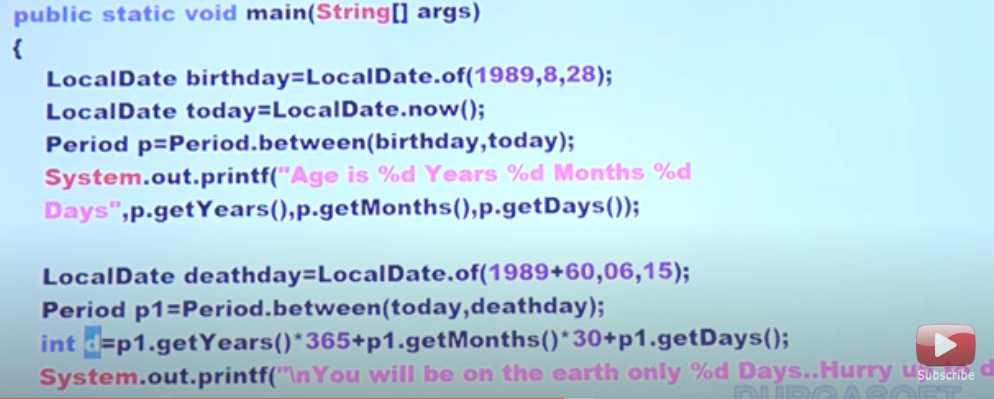 public static void main(String[] args)
{
LocalDate birthday=LocalDate.of(1989,8,28);
LocalDate today=LocalDate.now();
Period p=Period.between(birthday,today);
System.out.printf("Age is %d Years %d Months %d
Days",p.getYears(),p.getMonths(),p.getDays());
LocalDate deathday=LocalDate.of(1989+60,06,15);
Period p1=Period.between(today,deathday);
int d=p1.getYears()*365+p1.getMonths()*30+p1.getDays();
System.out.printf("\nYou will be on the earth only %d Days..Hurry
Subscribe
DURGASOFT